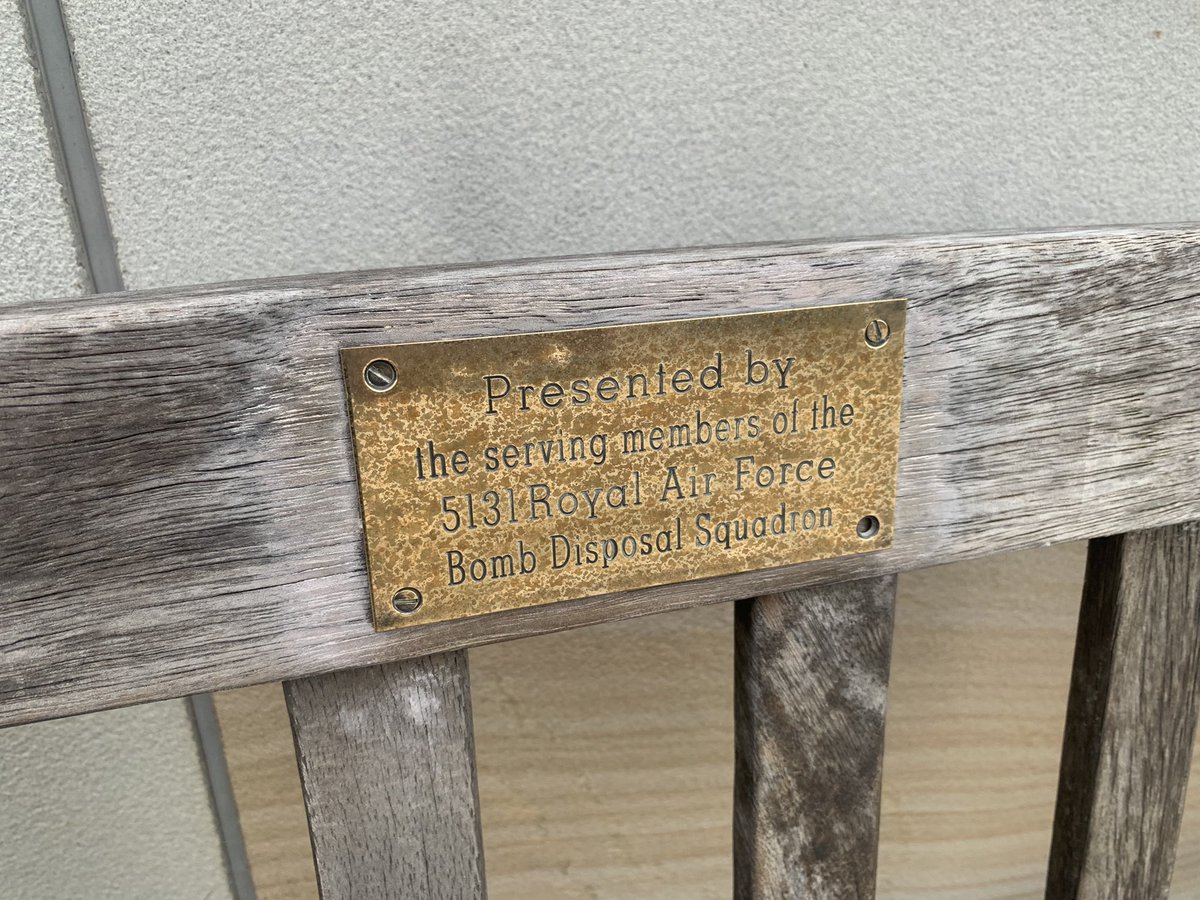 Presented by
the serving members of the
5131 Royal Air Force
Bomb Disposal Squadron